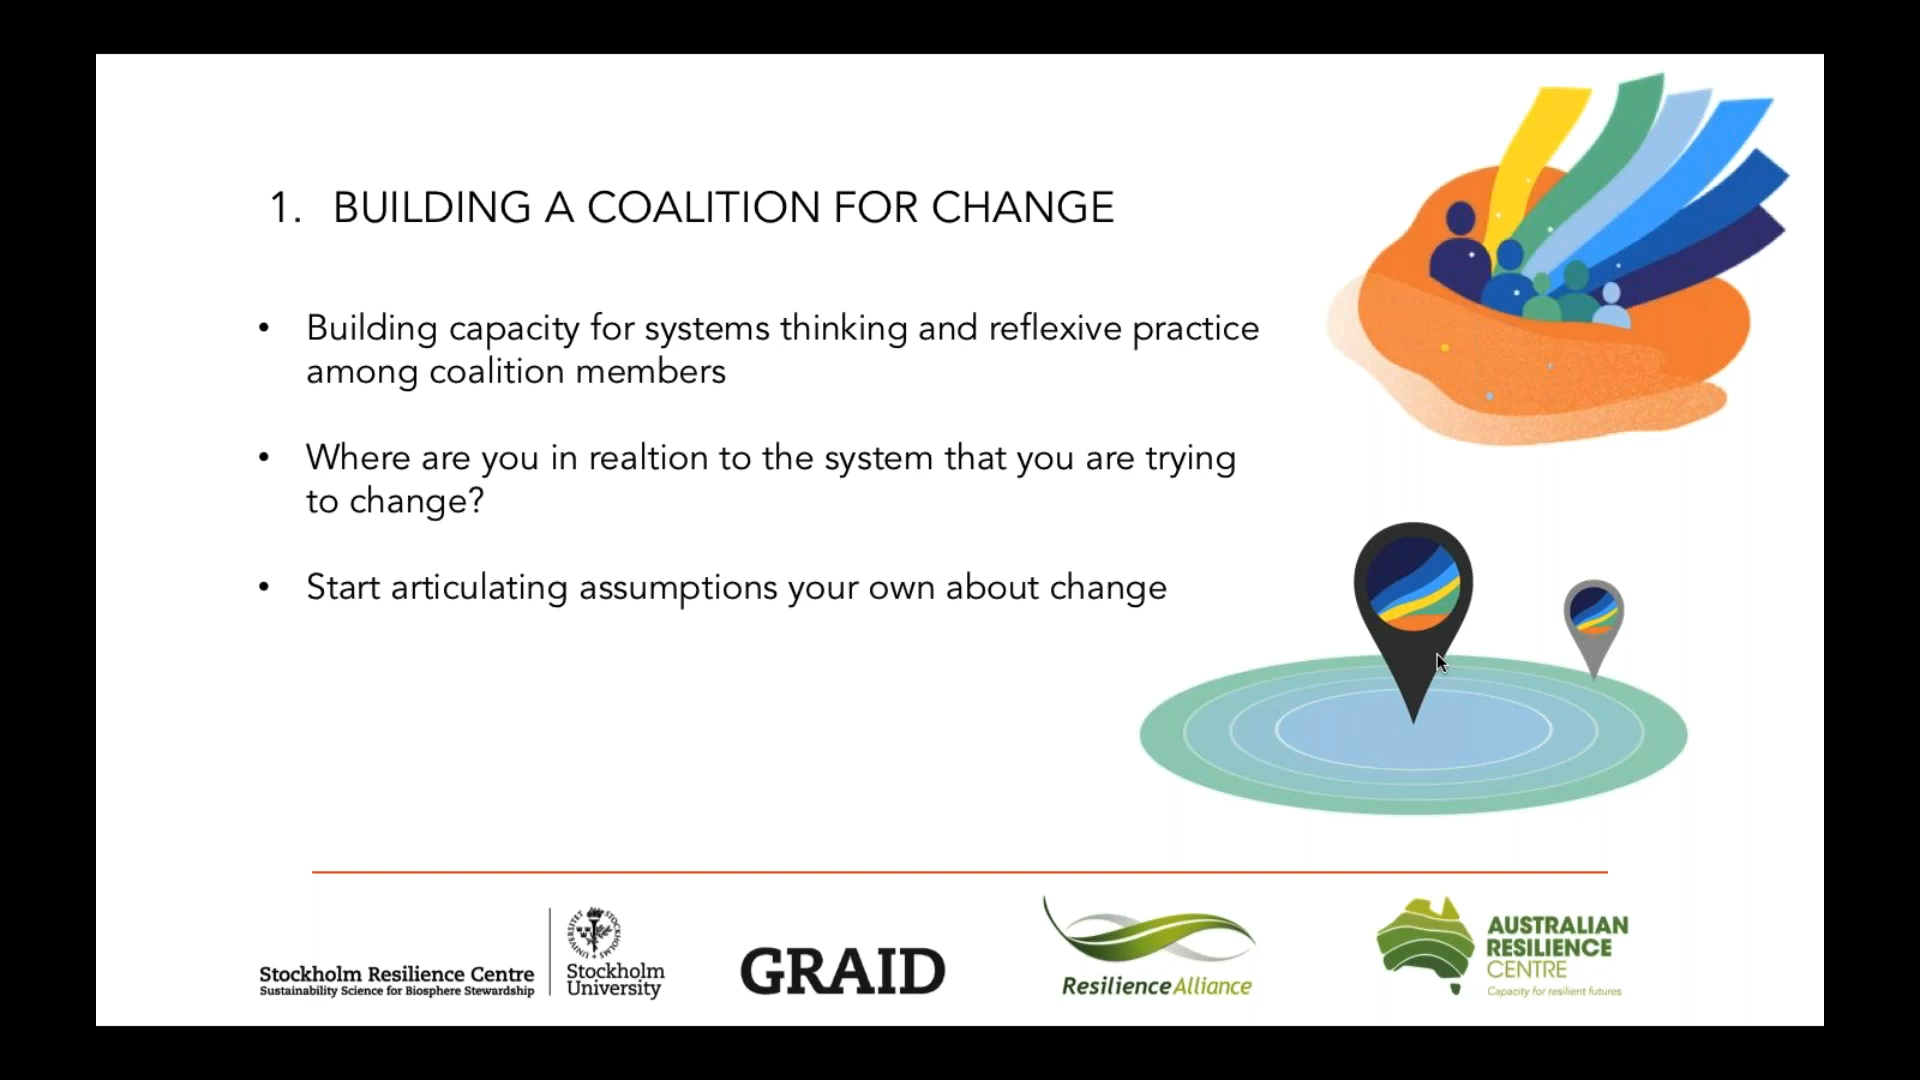 1. BUILDING A COALITION FOR CHANGE
• Building capacity for systems thinking and reflexive practice
among coalition members
• Where are you in realtion to the system that you are trying
to change?
• Start articulating assumptions your own about change
Stockholm Resilience Centre
Sustainability Science for Biosphere Stewardship
Stockholm
University
GRAID
ResilienceAlliance
AUSTRALIAN
RESILIENCE
CENTRE
Capacity for resilient futures